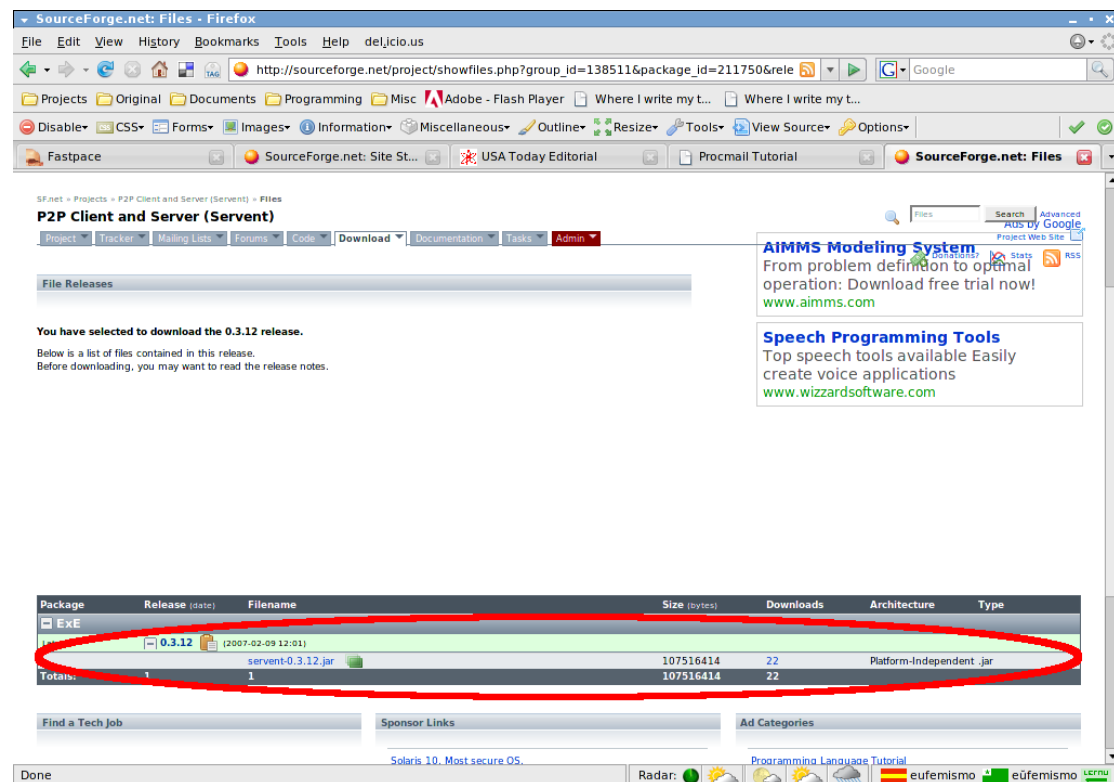 SourceForge.net: Files - Firefox
File Edit View History Bookmarks Tools Help del.icio.us
TAG http://sourceforge.net/project/showfiles.php?group_id=138511&package_id=211750&rele G Google
Projects Original Documents Programming Misc Adobe - Flash Player Where I write my t... Where I write my t...
Disable CSS Forms Images Information Miscellaneous Outline Resize Tools View Source Options
Fastpace SourceForge.net: Site St... USA Today Editorial Procmail Tutorial SourceForge.net: Files
SF.net » Projects » P2P Client and Server (Servent) » Files
P2P Client and Server (Servent)
Files Search Advanced
Ads by Google
Project Tracker Mailing Lists Forums Code Download Documentation Tasks Admin
Project Web Site
AIMMS Modeling System
Donations? Stats RSS
From problem definition to optimal
operation: Download free trial now!
www.aimms.com
File Releases
You have selected to download the 0.3.12 release.
Below is a list of files contained in this release.
Before downloading, you may want to read the release notes.
Speech Programming Tools
Top speech tools available Easily
create voice applications
www.wizzardsoftware.com
Package Release (date) Filename Size (bytes) Downloads Architecture Type
ExE
0.3.12 (2007-02-09 12:01)
servent-0.3.12.jar 107516414 22 Platform-Independent .jar
Totals: 1 1 107516414 22
Find a Tech Job Sponsor Links Ad Categories
Solaris 10. Most secure OS. Programming Language Tutorial
Done Radar: eufemismo eŭfemismo